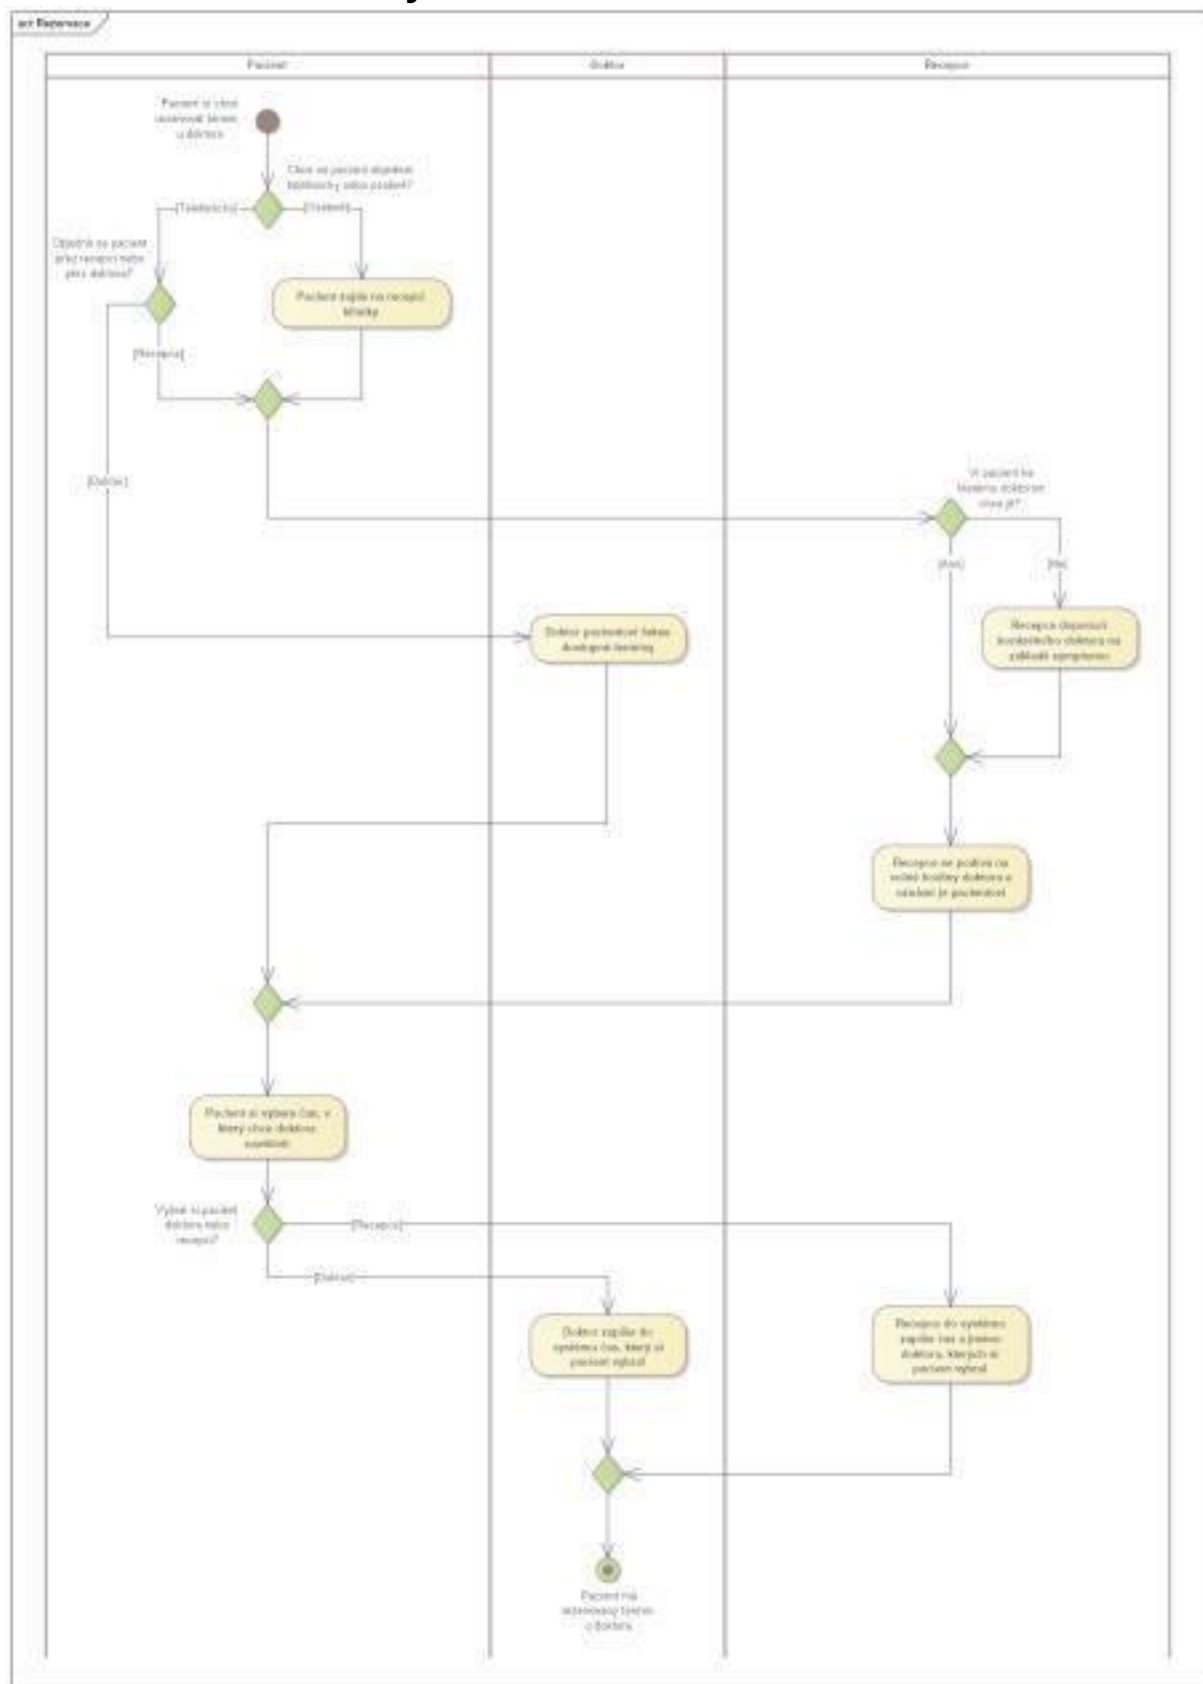 act Rezervace
Pacient
Doktor
Recepce
Pacient si chce
rezervovat termín
u doktora
Chce se pacient objednat
telefonicky nebo osobně?
[Telefonicky]
[Osobně]
Objedná se pacient
přes recepci nebo
přes doktora?
Pacient zajde na recepci
kliniky
[Recepce]
[Doktor]
Ví pacient ke
kterému doktorovi
chce jít?
[Ano]
[Ne]
Doktor pacientovi řekne
dostupné termíny
Recepce doporučí
konkrétního doktora na
základě symptomu
Recepce se podívá na
volné hodiny doktora a
oznámí je pacientovi
Pacient si vybere čas, v
který chce doktora
navštívit
pacient
doktora nebo
recepci?
[Recepce]
[Doktor]
Doktor zapíše do
systému čas, který si
pacient vybral
Recepce do systému
zapíše čas a jméno
doktora, kterých si
pacient vybral
Pacient má
rezervovaný termín
u doktora